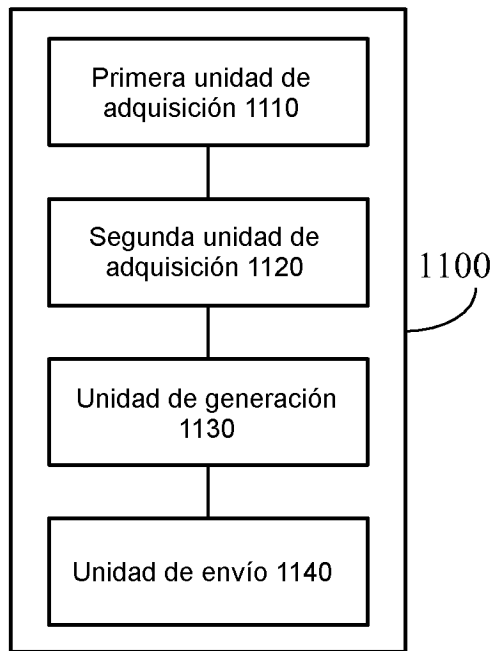 Primera unidad de
adquisición 1110
Segunda unidad de
adquisición 1120
1100
Unidad de generación
1130
Unidad de envío 1140